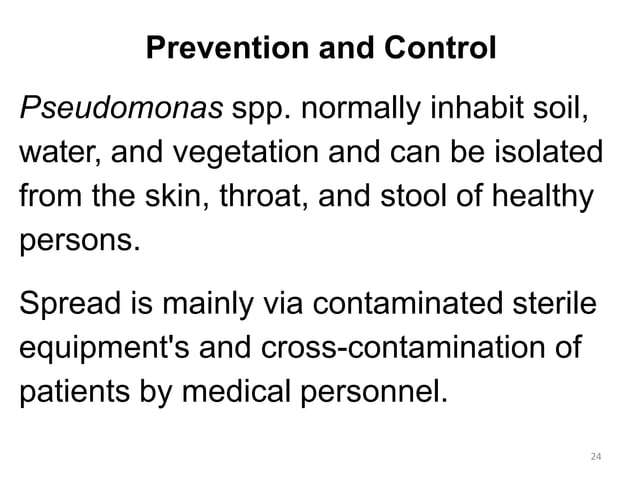 Prevention and Control
Pseudomonas spp. normally inhabit soil,
water, and vegetation and can be isolated
from the skin, throat, and stool of healthy
persons.
Spread is mainly via contaminated sterile
equipment's and cross-contamination of
patients by medical personnel.
24